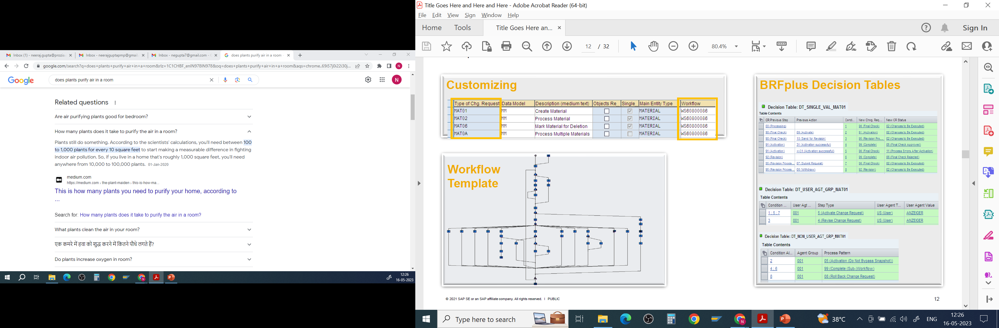 Inbox (1) - neeraj.gupta@prozia.
Inbox - neerajguptapmp@gmail.
Inbox - negupta7@gmail.com - G
does plants purify air in a room
google.com/search?q=does+plants+purify+air+in+a+room&rlz=1C1CHBF_enIN978IN978&oq=does+plants+purify+air+in+a+room&aqs=chrome..69i57j0i22i30j...
N
Google
does plants purify air in a room
N
Related questions
Are air purifying plants good for bedroom?
How many plants does it take to purify the air in a room?
Plants still do something. According to the scientists' calculations, you'll need between 100
to 1,000 plants for every 10 square feet to start making a measurable difference in fighting
indoor air pollution. So, if you live in a home that's roughly 1,000 square feet, you'll need
anywhere from 10,000 to 100,000 plants. 01-Jan-2020
medium.com
https://medium.com › the-plant-maiden › this-is-how-ma...
This is how many plants you need to purify your home, according to
...
Search for: How many plants does it take to purify the air in a room?
What plants clean the air in your room?
एक कमरे में हवा को शुद्ध करने में कितने पौधे लगते हैं?
Do plants increase oxygen in room?
12:26
16-05-2023
Title Goes Here and Here and Here - Adobe Acrobat Reader (64-bit)
File Edit View Sign Window Help
Home Tools Title Goes Here an... Sign In
12 / 32 80.4%
Customizing
Type of Chg. Request Data Model Description (medium text) Objects Re... Single... Main Entity Type Workflow
MAT01 MM Create Material MATERIAL WS60800086
MAT02 MM Process Material MATERIAL WS60800086
MAT06 MM Mark Material for Deletion MATERIAL WS60800086
MAT0A MM Process Multiple Materials MATERIAL WS60800086
Workflow
Template
BRFplus Decision Tables
Decision Table: DT_SINGLE_VAL_MAT01
Table Contents
CR Previous Step Previous Action Condi... New Chng. Req.... New CR Status
00 (Processing) 1 90 (Final Check) 02 (Changes to Be Executed)
90 (Final Check) 09 (Activate) 2 91 (Activation) 02 (Changes to Be Executed)
90 (Final Check) 10 (Send for Revision) 3 95 (Revision Pro... 02 (Changes to Be Executed)
91 (Activation) 31 (Activation successful) 4 99 (Complete) 05 (Final Check Approved)
91 (Activation) <>31 (Activation successful) 5 90 (Final Check) 11 (Process Errors After Activation)
92 (Revision) 6 99 (Complete) 06 (Final Check Rejected)
95 (Revision Proces... 07 (Submit Request) 7 90 (Final Check) 02 (Changes to Be Executed)
95 (Revision Proces... 08 (Withdraw) 8 92 (Revision) 02 (Changes to Be Executed)
Decision Table: DT_USER_AGT_GRP_MAT01
Table Contents
Condition ... User Agt ... Step Type User Agent T... User Agent Value
1 ; 5 ; 7 001 5 (Activate Change Request) US (User) ANZEIGER
3 001 4 (Revise Change Request) US (User) ANZEIGER
Decision Table: DT_NON_USER_AGT_GRP_MAT01
Table Contents
Condition Al... Agent Group Process Pattern
2 001 05 (Activation (Do Not Bypass Snapshot))
4 ; 6 001 99 (Complete (Sub-)Workflow)
8 001 08 (Roll Back Change Request)
© 2021 SAP SE or an SAP affiliate company. All rights reserved. I PUBLIC
12
Type here to search
38°C
ENG
12:26
16-05-2023